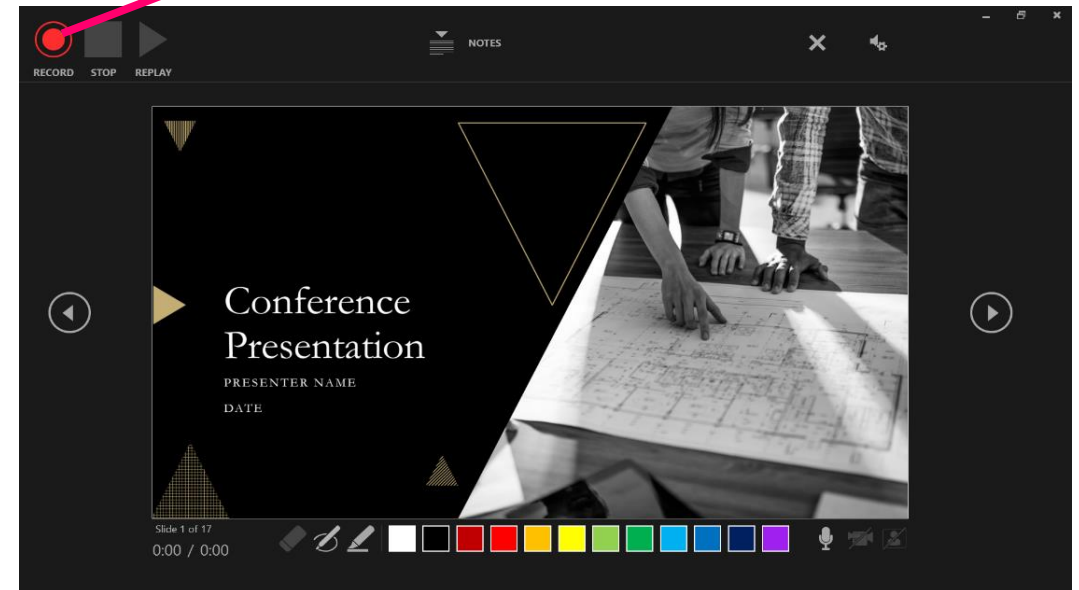 RECORD STOP REPLAY
NOTES
Conference
Presentation
PRESENTER NAME
DATE
Slide 1 of 17
0:00 / 0:00